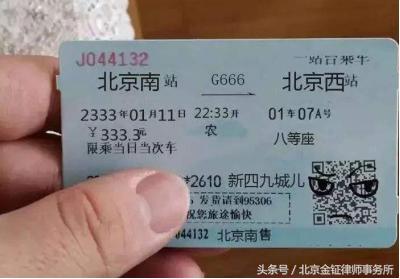 J044132 一站台乘车
北京南站 G666 北京西站
2333年01月11日 22:33开 01车07A号
¥333.3元 农 八等座
限乘当日当次车
*2610 新四九城儿
发货请到95306
祝您旅途愉快
044132 北京南售
头条号/北京金钲律师事务所